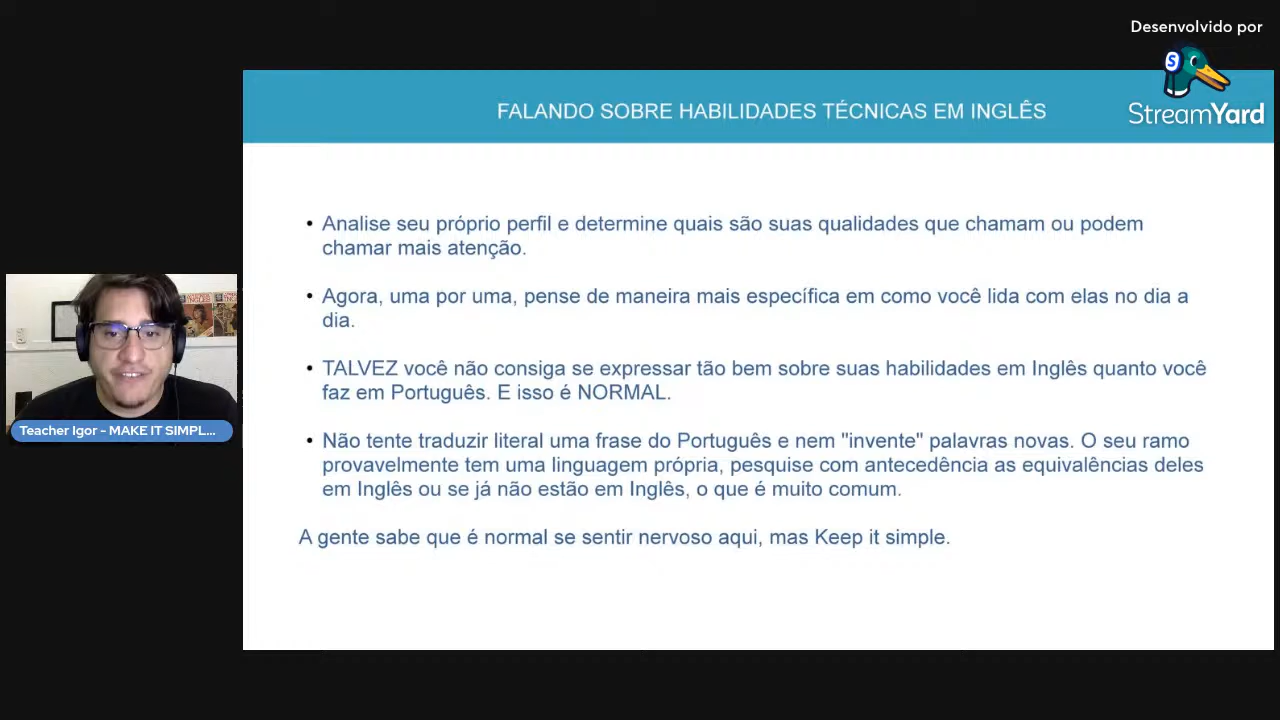 Desenvolvido por
StreamYard
FALANDO SOBRE HABILIDADES TÉCNICAS EM INGLÊS
• Analise seu próprio perfil e determine quais são suas qualidades que chamam ou podem
chamar mais atenção.
• Agora, uma por uma, pense de maneira mais específica em como você lida com elas no dia a
dia.
• TALVEZ você não consiga se expressar tão bem sobre suas habilidades em Inglês quanto você
faz em Português. E isso é NORMAL.
• Não tente traduzir literal uma frase do Português e nem "invente" palavras novas. O seu ramo
provavelmente tem uma linguagem própria, pesquise com antecedência as equivalências deles
em Inglês ou se já não estão em Inglês, o que é muito comum.
A gente sabe que é normal se sentir nervoso aqui, mas Keep it simple.
Teacher Igor - MAKE IT SIMPL...